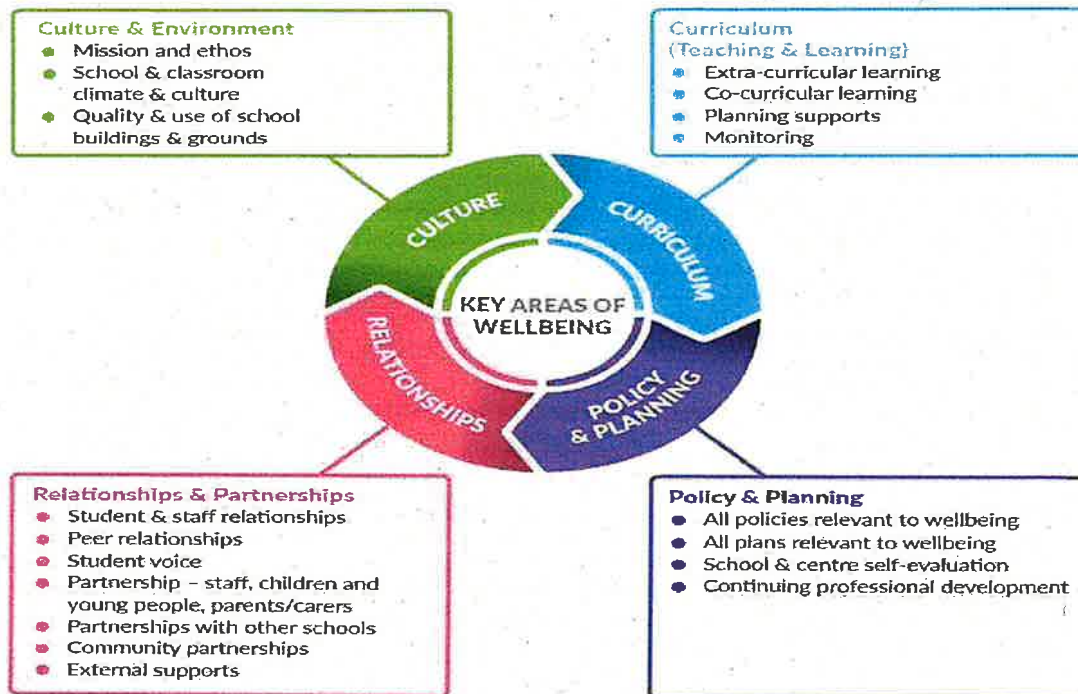 Culture & Environment
Mission and ethos
School & classroom
climate & culture
Quality & use of school
buildings & grounds
Curriculum
(Teaching & Learning)
Extra-curricular learning
Co-curricular learning
Planning supports
Monitoring
CULTURE
CURRICULUM
KEY AREAS OF
WELLBEING
RELATIONSHIPS
POLICY
& PLANNING
Relationships & Partnerships
Student & staff relationships
Peer relationships
Student voice
Partnership – staff, children and
young people, parents/carers
Partnerships with other schools
Community partnerships
External supports
Policy & Planning
All policies relevant to wellbeing
All plans relevant to wellbeing
School & centre self-evaluation
Continuing professional development